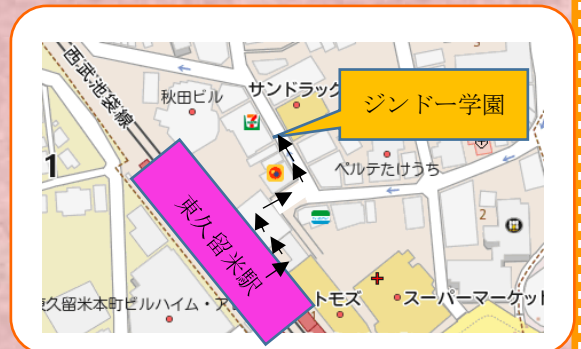 西武池袋線
秋田ビル
サンドラッグ
ジンドー学園
3
7
1
ベルテたけうち
東久留米駅
2
久留米本町ビルハイム・ア
トモズ
スーパーマーケット